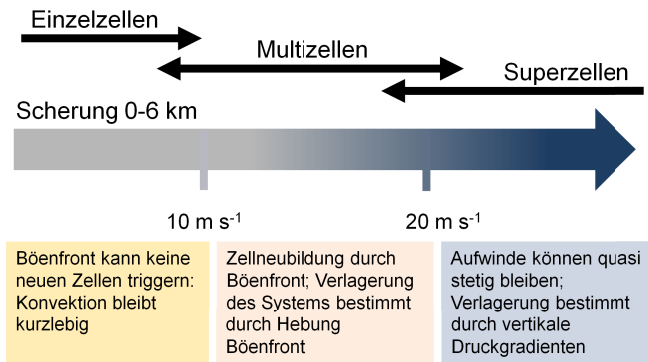 Einzelzellen
Multizellen
Superzellen
Scherung 0-6 km
10 m s⁻¹
20 m s⁻¹
Böenfront kann keine
neuen Zellen triggern:
Konvektion bleibt
kurzlebig
Zellneubildung durch
Böenfront; Verlagerung
des Systems bestimmt
durch Hebung
Böenfront
Aufwinde können quasi
stetig bleiben;
Verlagerung bestimmt
durch vertikale
Druckgradienten